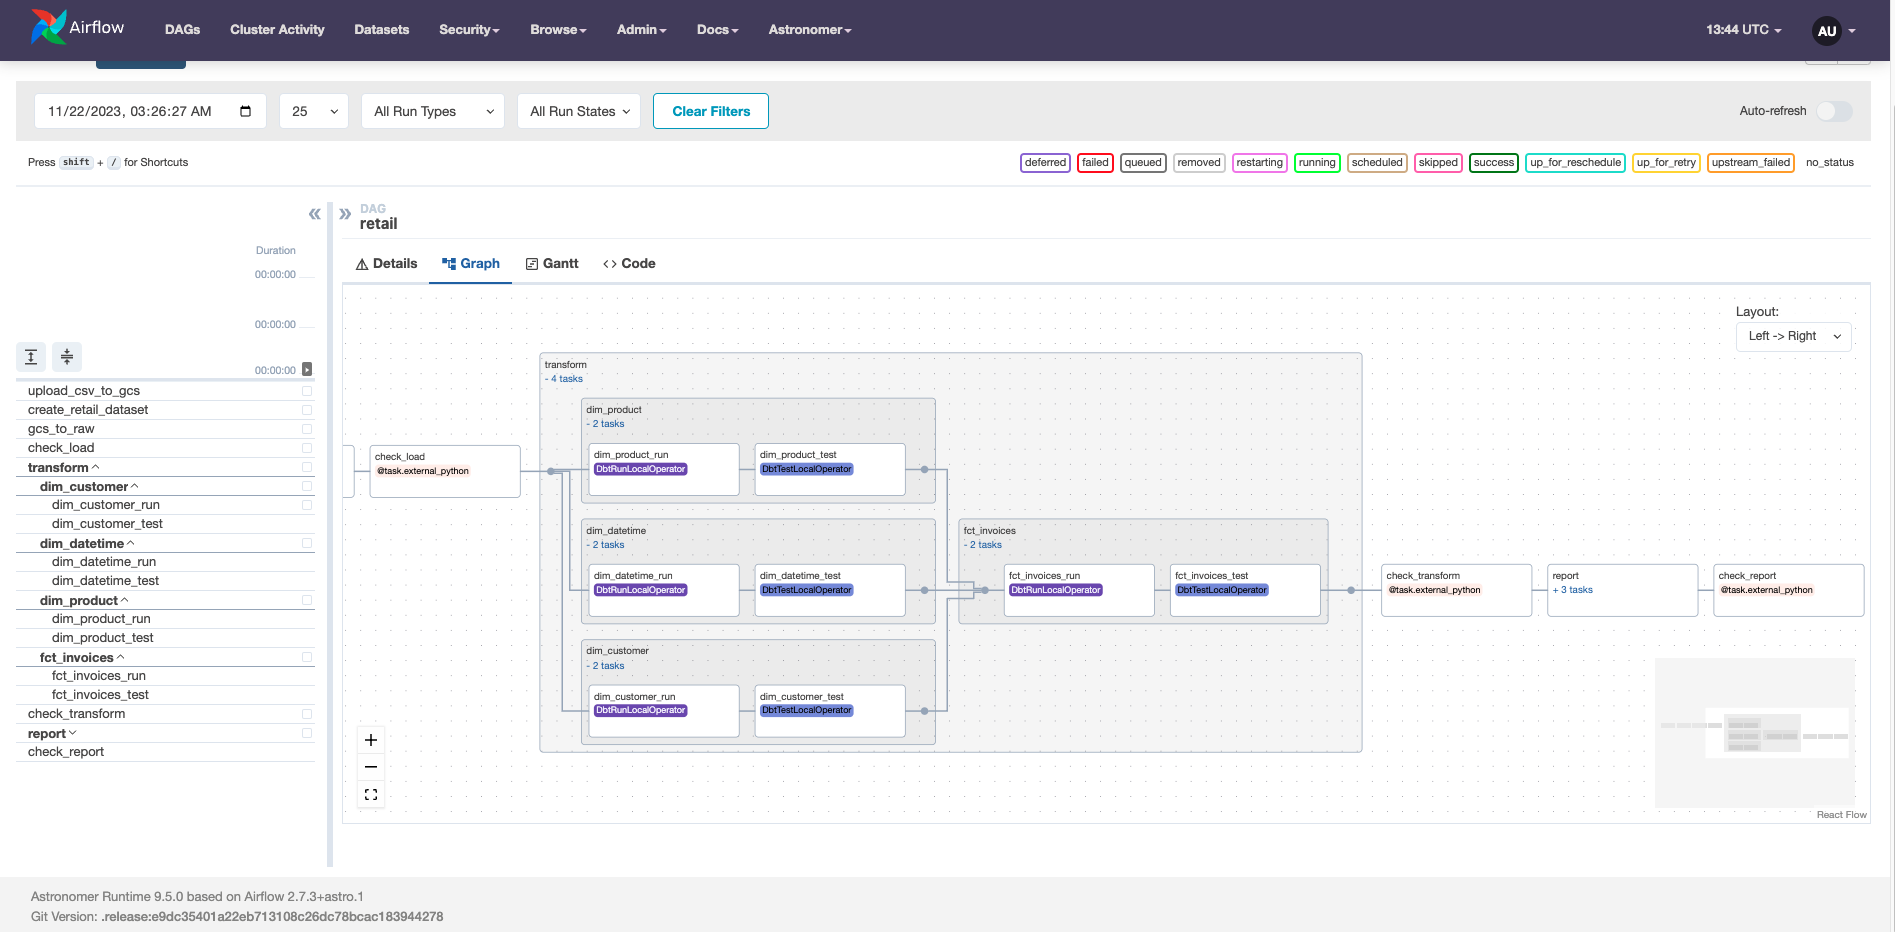 Airflow
DAGs
Cluster Activity
Datasets
Security
Browse
Admin
Docs
Astronomer
13:44 UTC
AU
11/22/2023, 03:26:27 AM
25
All Run Types
All Run States
Clear Filters
Auto-refresh
Press shift + / for Shortcuts
deferred
failed
queued
removed
restarting
running
scheduled
skipped
success
up_for_reschedule
up_for_retry
upstream_failed
no_status
Duration
00:00:00
00:00:00
00:00:00
upload_csv_to_gcs
create_retail_dataset
gcs_to_raw
check_load
transform
dim_customer
dim_customer_run
dim_customer_test
dim_datetime
dim_datetime_run
dim_datetime_test
dim_product
dim_product_run
dim_product_test
fct_invoices
fct_invoices_run
fct_invoices_test
check_transform
report
check_report
DAG
retail
Details
Graph
Gantt
Code
Layout:
Left -> Right
check_load
@task.external_python
transform
- 4 tasks
dim_product
- 2 tasks
dim_product_run
DbtRunLocalOperator
dim_product_test
DbtTestLocalOperator
dim_datetime
- 2 tasks
dim_datetime_run
DbtRunLocalOperator
dim_datetime_test
DbtTestLocalOperator
dim_customer
- 2 tasks
dim_customer_run
DbtRunLocalOperator
dim_customer_test
DbtTestLocalOperator
fct_invoices
- 2 tasks
fct_invoices_run
DbtRunLocalOperator
fct_invoices_test
DbtTestLocalOperator
check_transform
@task.external_python
report
+ 3 tasks
check_report
@task.external_python
React Flow
Astronomer Runtime 9.5.0 based on Airflow 2.7.3+astro.1
Git Version: .release:e9dc35401a22eb713108c26dc78bcac183944278